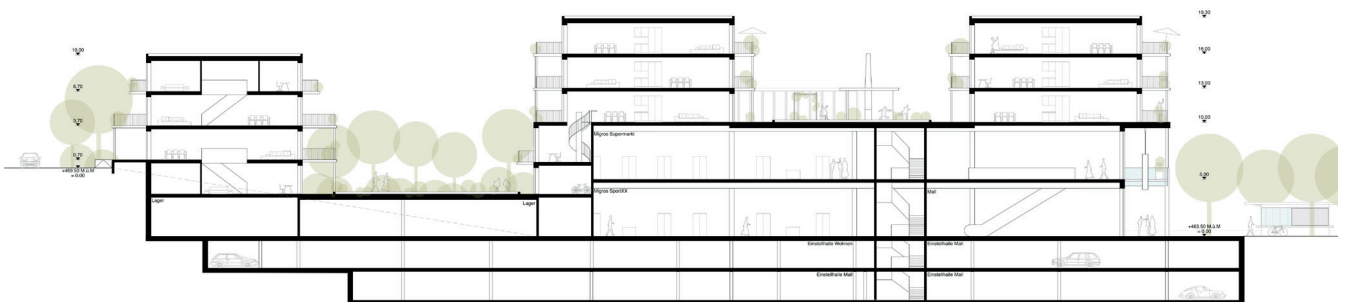 19,30
16,00
13,00
10,00
5,00
+463.50 M.ü.M
= 0.00
10,00
6,70
3,70
0,70
+469.50 M.ü.M
= 0.00
Migros Supermarkt
Migros SportXX
Mall
Lager
Lager
Einstellhalle Wohnen
Einstellhalle Mall
Einstellhalle Mall
Einstellhalle Mall